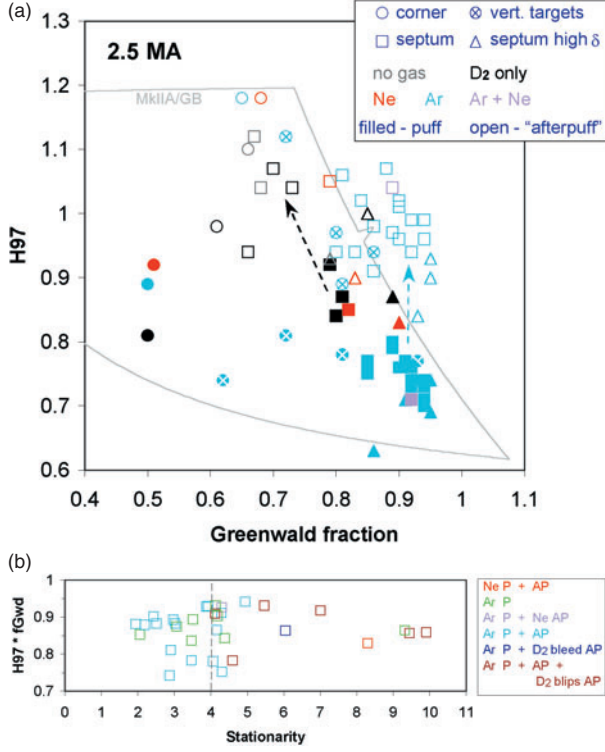 (a)
corner vert. targets
septum septum high δ
no gas D2 only
Ne Ar Ar + Ne
filled - puff open - “afterpuff”
2.5 MA
MkIIA/GB
1.3
1.2
1.1
1
0.9
0.8
0.7
0.6
H97
0.4 0.5 0.6 0.7 0.8 0.9 1 1.1
Greenwald fraction
(b)
1
0.9
0.8
0.7
H97 * fGwd
0 1 2 3 4 5 6 7 8 9 10 11
Stationarity
Ne P + AP
Ar P
Ar P + Ne AP
Ar P + AP
Ar P + D2 bleed AP
Ar P + AP +
D2 blips AP